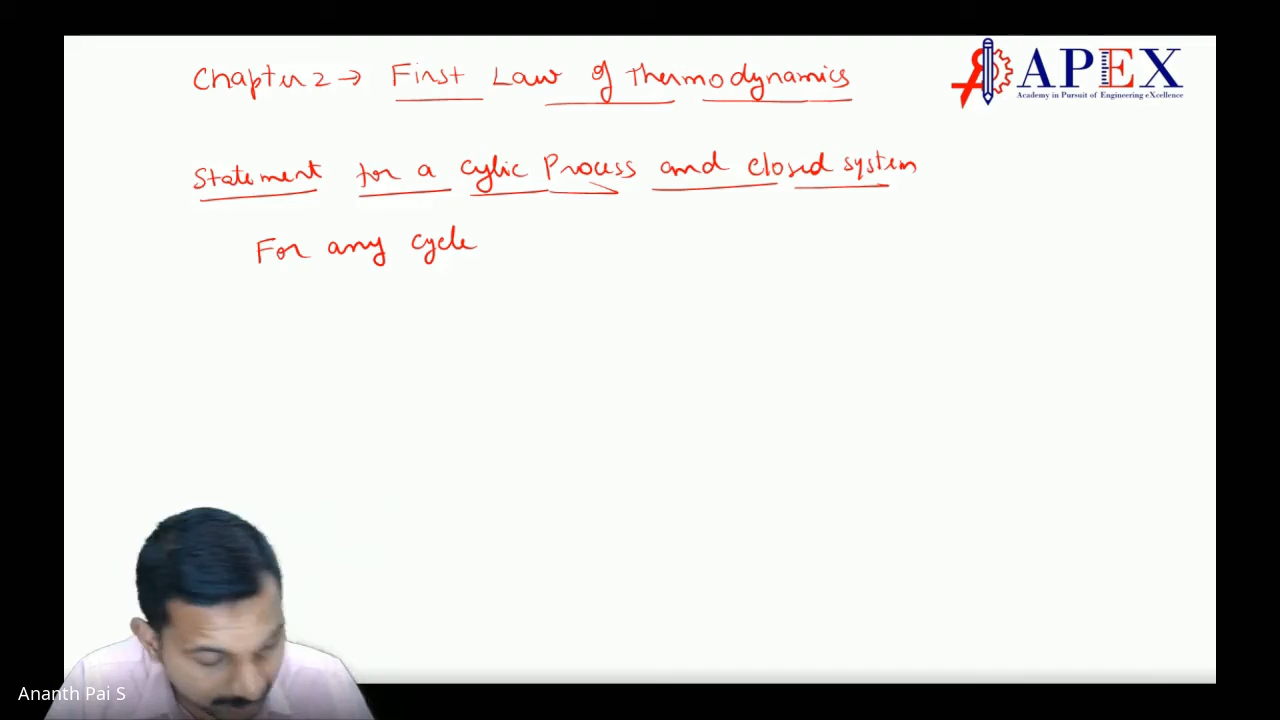 Chapter 2 → First Law of Thermodynamics
APEX
Academy in Pursuit of Engineering eXcellence
Statement for a cylic Process and closed system
For any cycle
Ananth Pai S